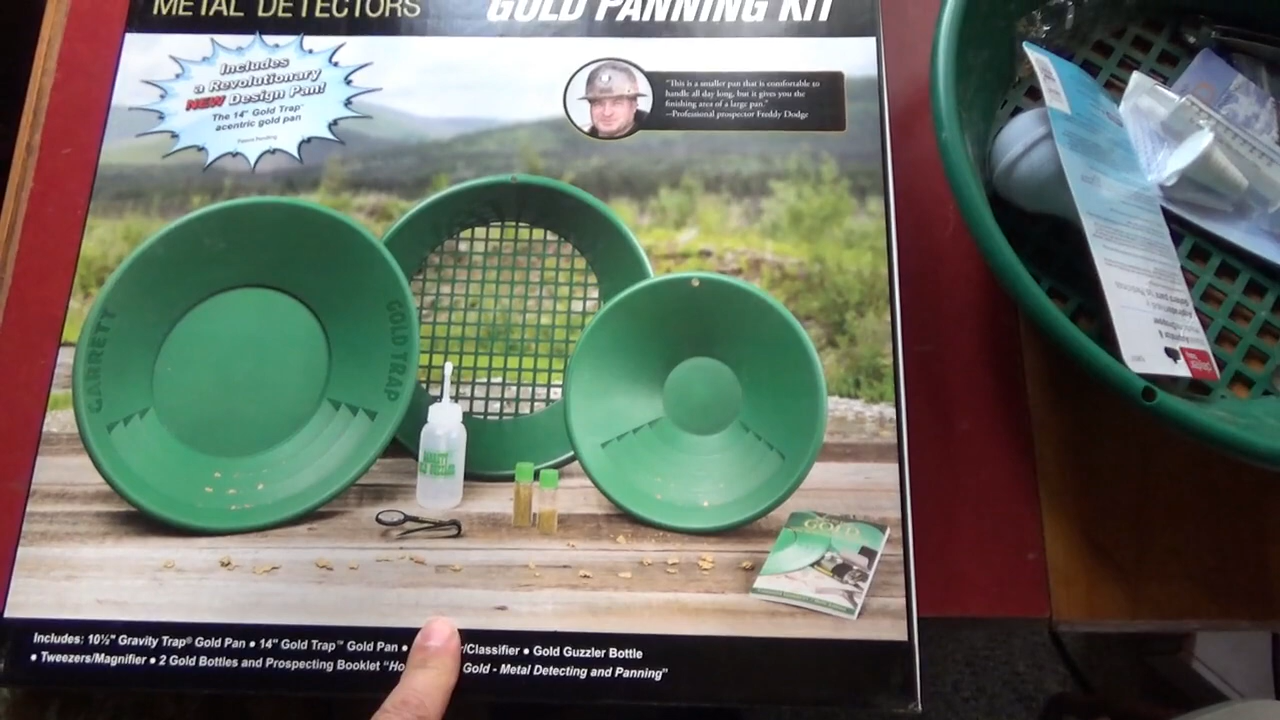 METAL DETECTORS
GOLD PANNING KIT
Includes
a Revolutionary
NEW Design Pan!
The 14" Gold Trap™
acentric gold pan
Patent Pending
"This is a smaller pan that is comfortable to
handle all day long, but it gives you the
finishing area of a large pan."
—Professional prospector Freddy Dodge
GARRETT
GOLD TRAP
GOLD
Includes: 10½" Gravity Trap® Gold Pan • 14" Gold Trap™ Gold Pan • /Classifier • Gold Guzzler Bottle
• Tweezers/Magnifier • 2 Gold Bottles and Prospecting Booklet "Ho Gold - Metal Detecting and Panning"